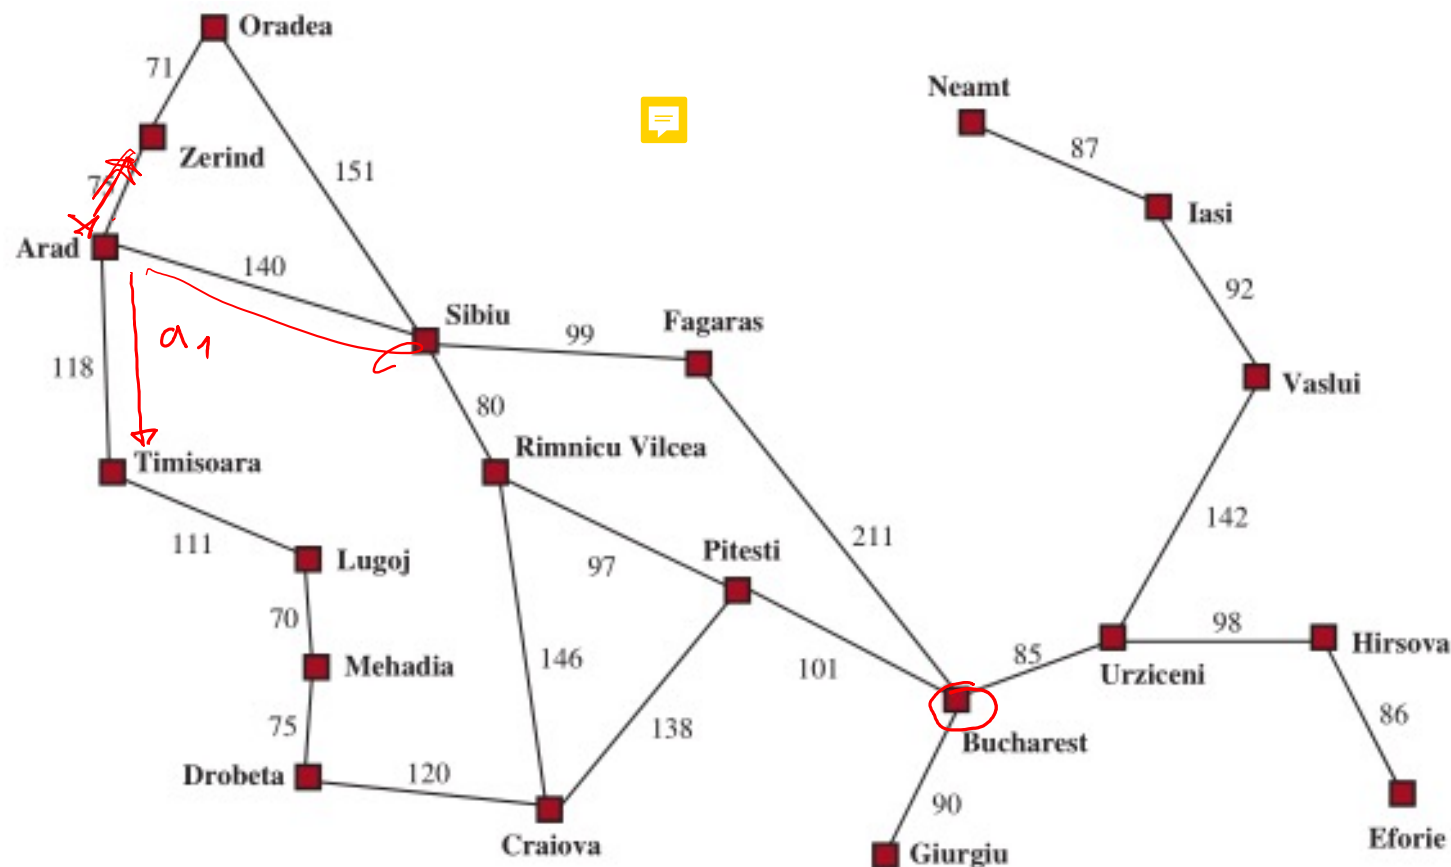 Oradea
71
Neamt
87
Zerind
151
75
Iasi
Arad
140
92
Sibiu
Fagaras
99
a1
118
Vaslui
80
Rimnicu Vilcea
Timisoara
142
211
111
Pitesti
Lugoj
97
70
98
Hirsova
146
85
Mehadia
101
Urziceni
75
138
86
Bucharest
Drobeta
120
90
Craiova
Eforie
Giurgiu